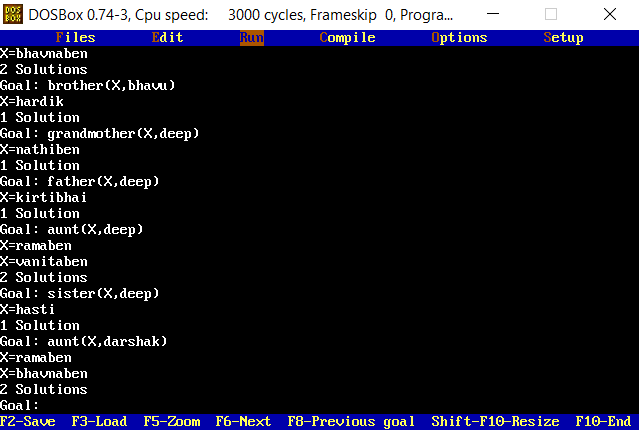 DOS BOX DOSBox 0.74-3, Cpu speed: 3000 cycles, Frameskip 0, Progra...
Files Edit Run Compile Options Setup
X=bhavnaben
2 Solutions
Goal: brother(X,bhavu)
X=hardik
1 Solution
Goal: grandmother(X,deep)
X=nathiben
1 Solution
Goal: father(X,deep)
X=kirtibhai
1 Solution
Goal: aunt(X,deep)
X=ramaben
X=vanitaben
2 Solutions
Goal: sister(X,deep)
X=hasti
1 Solution
Goal: aunt(X,darshak)
X=ramaben
X=bhavnaben
2 Solutions
Goal:
F2-Save F3-Load F5-Zoom F6-Next F8-Previous goal Shift-F10-Resize F10-End